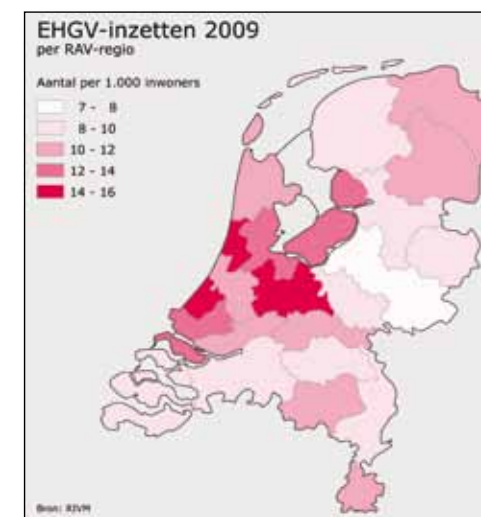 EHGV-inzetten 2009
per RAV-regio
Aantal per 1.000 inwoners
7 - 8
8 - 10
10 - 12
12 - 14
14 - 16
Bron: RIVM